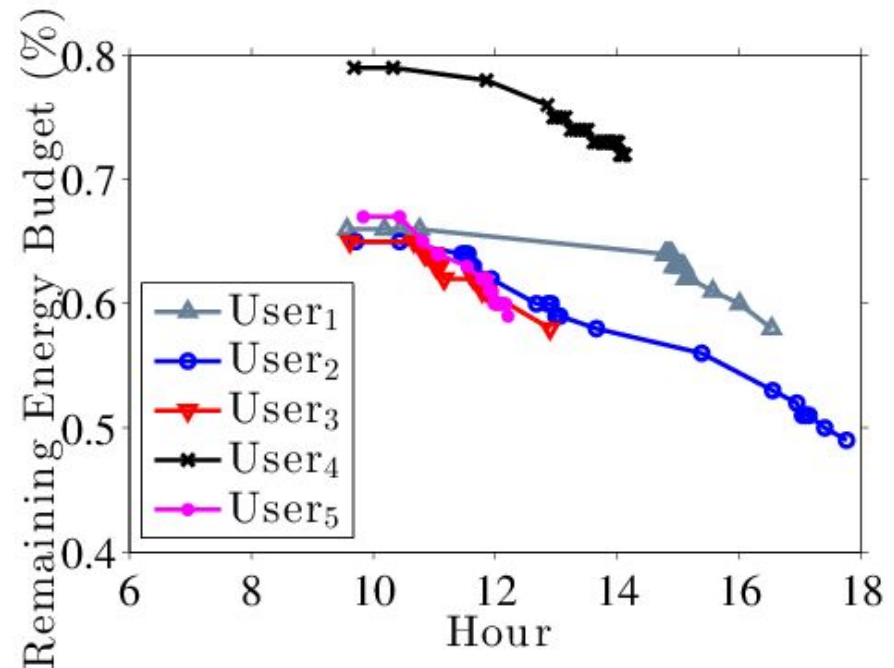 Remaining Energy Budget (%)
0.8
0.7
0.6
0.5
0.4
User1
User2
User3
User4
User5
6 8 10 12 14 16 18
Hour